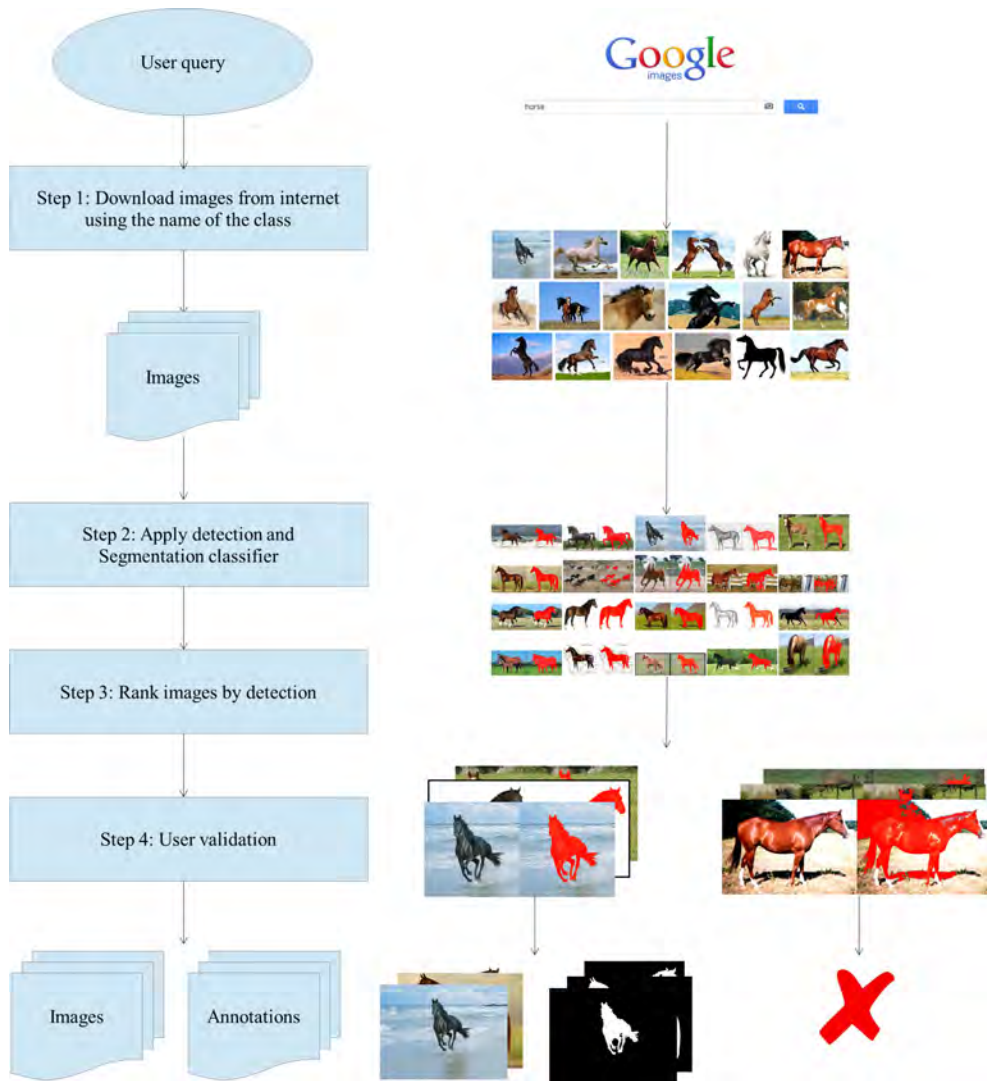 User query
Google
images
horse
Step 1: Download images from internet
using the name of the class
Images
Step 2: Apply detection and
Segmentation classifier
Step 3: Rank images by detection
Step 4: User validation
Images
Annotations